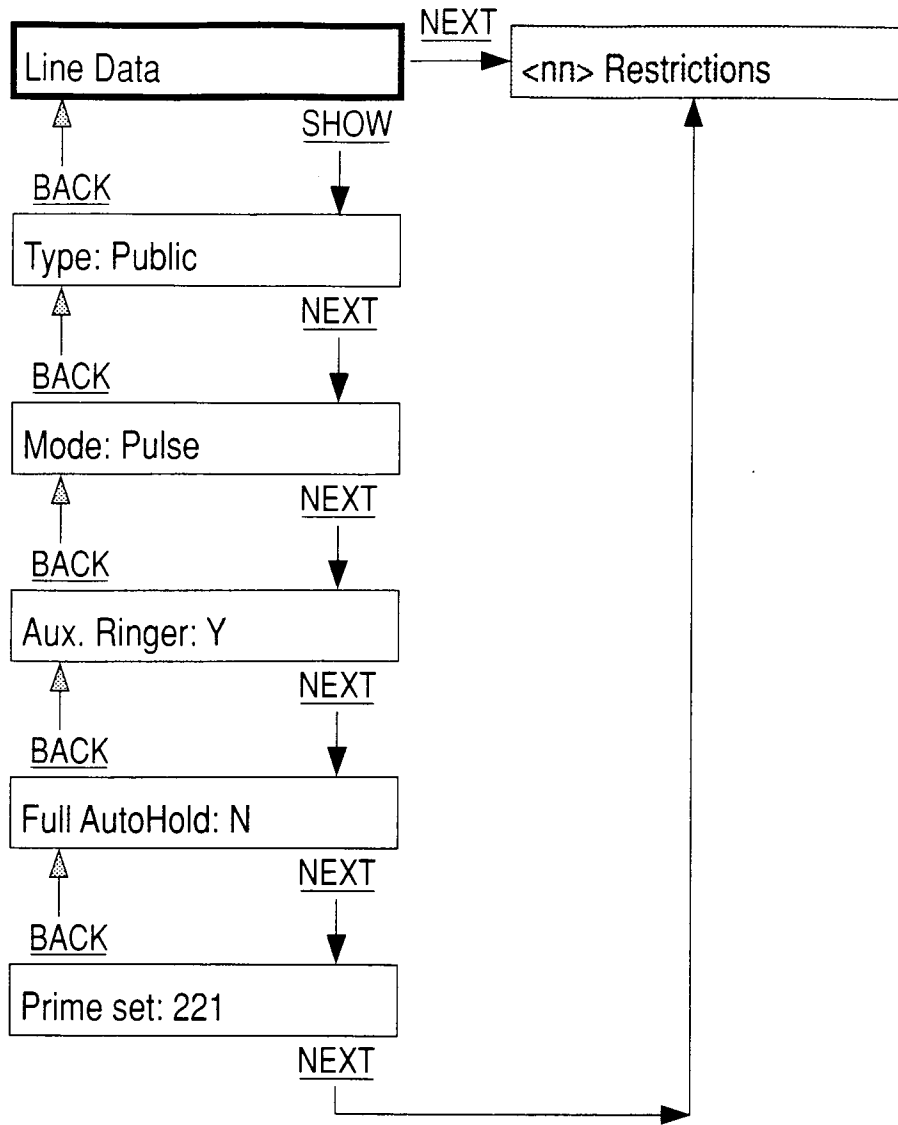 NEXT
Line Data
<nn> Restrictions
SHOW
BACK
Type: Public
NEXT
BACK
Mode: Pulse
NEXT
BACK
Aux. Ringer: Y
NEXT
BACK
Full AutoHold: N
NEXT
BACK
Prime set: 221
NEXT